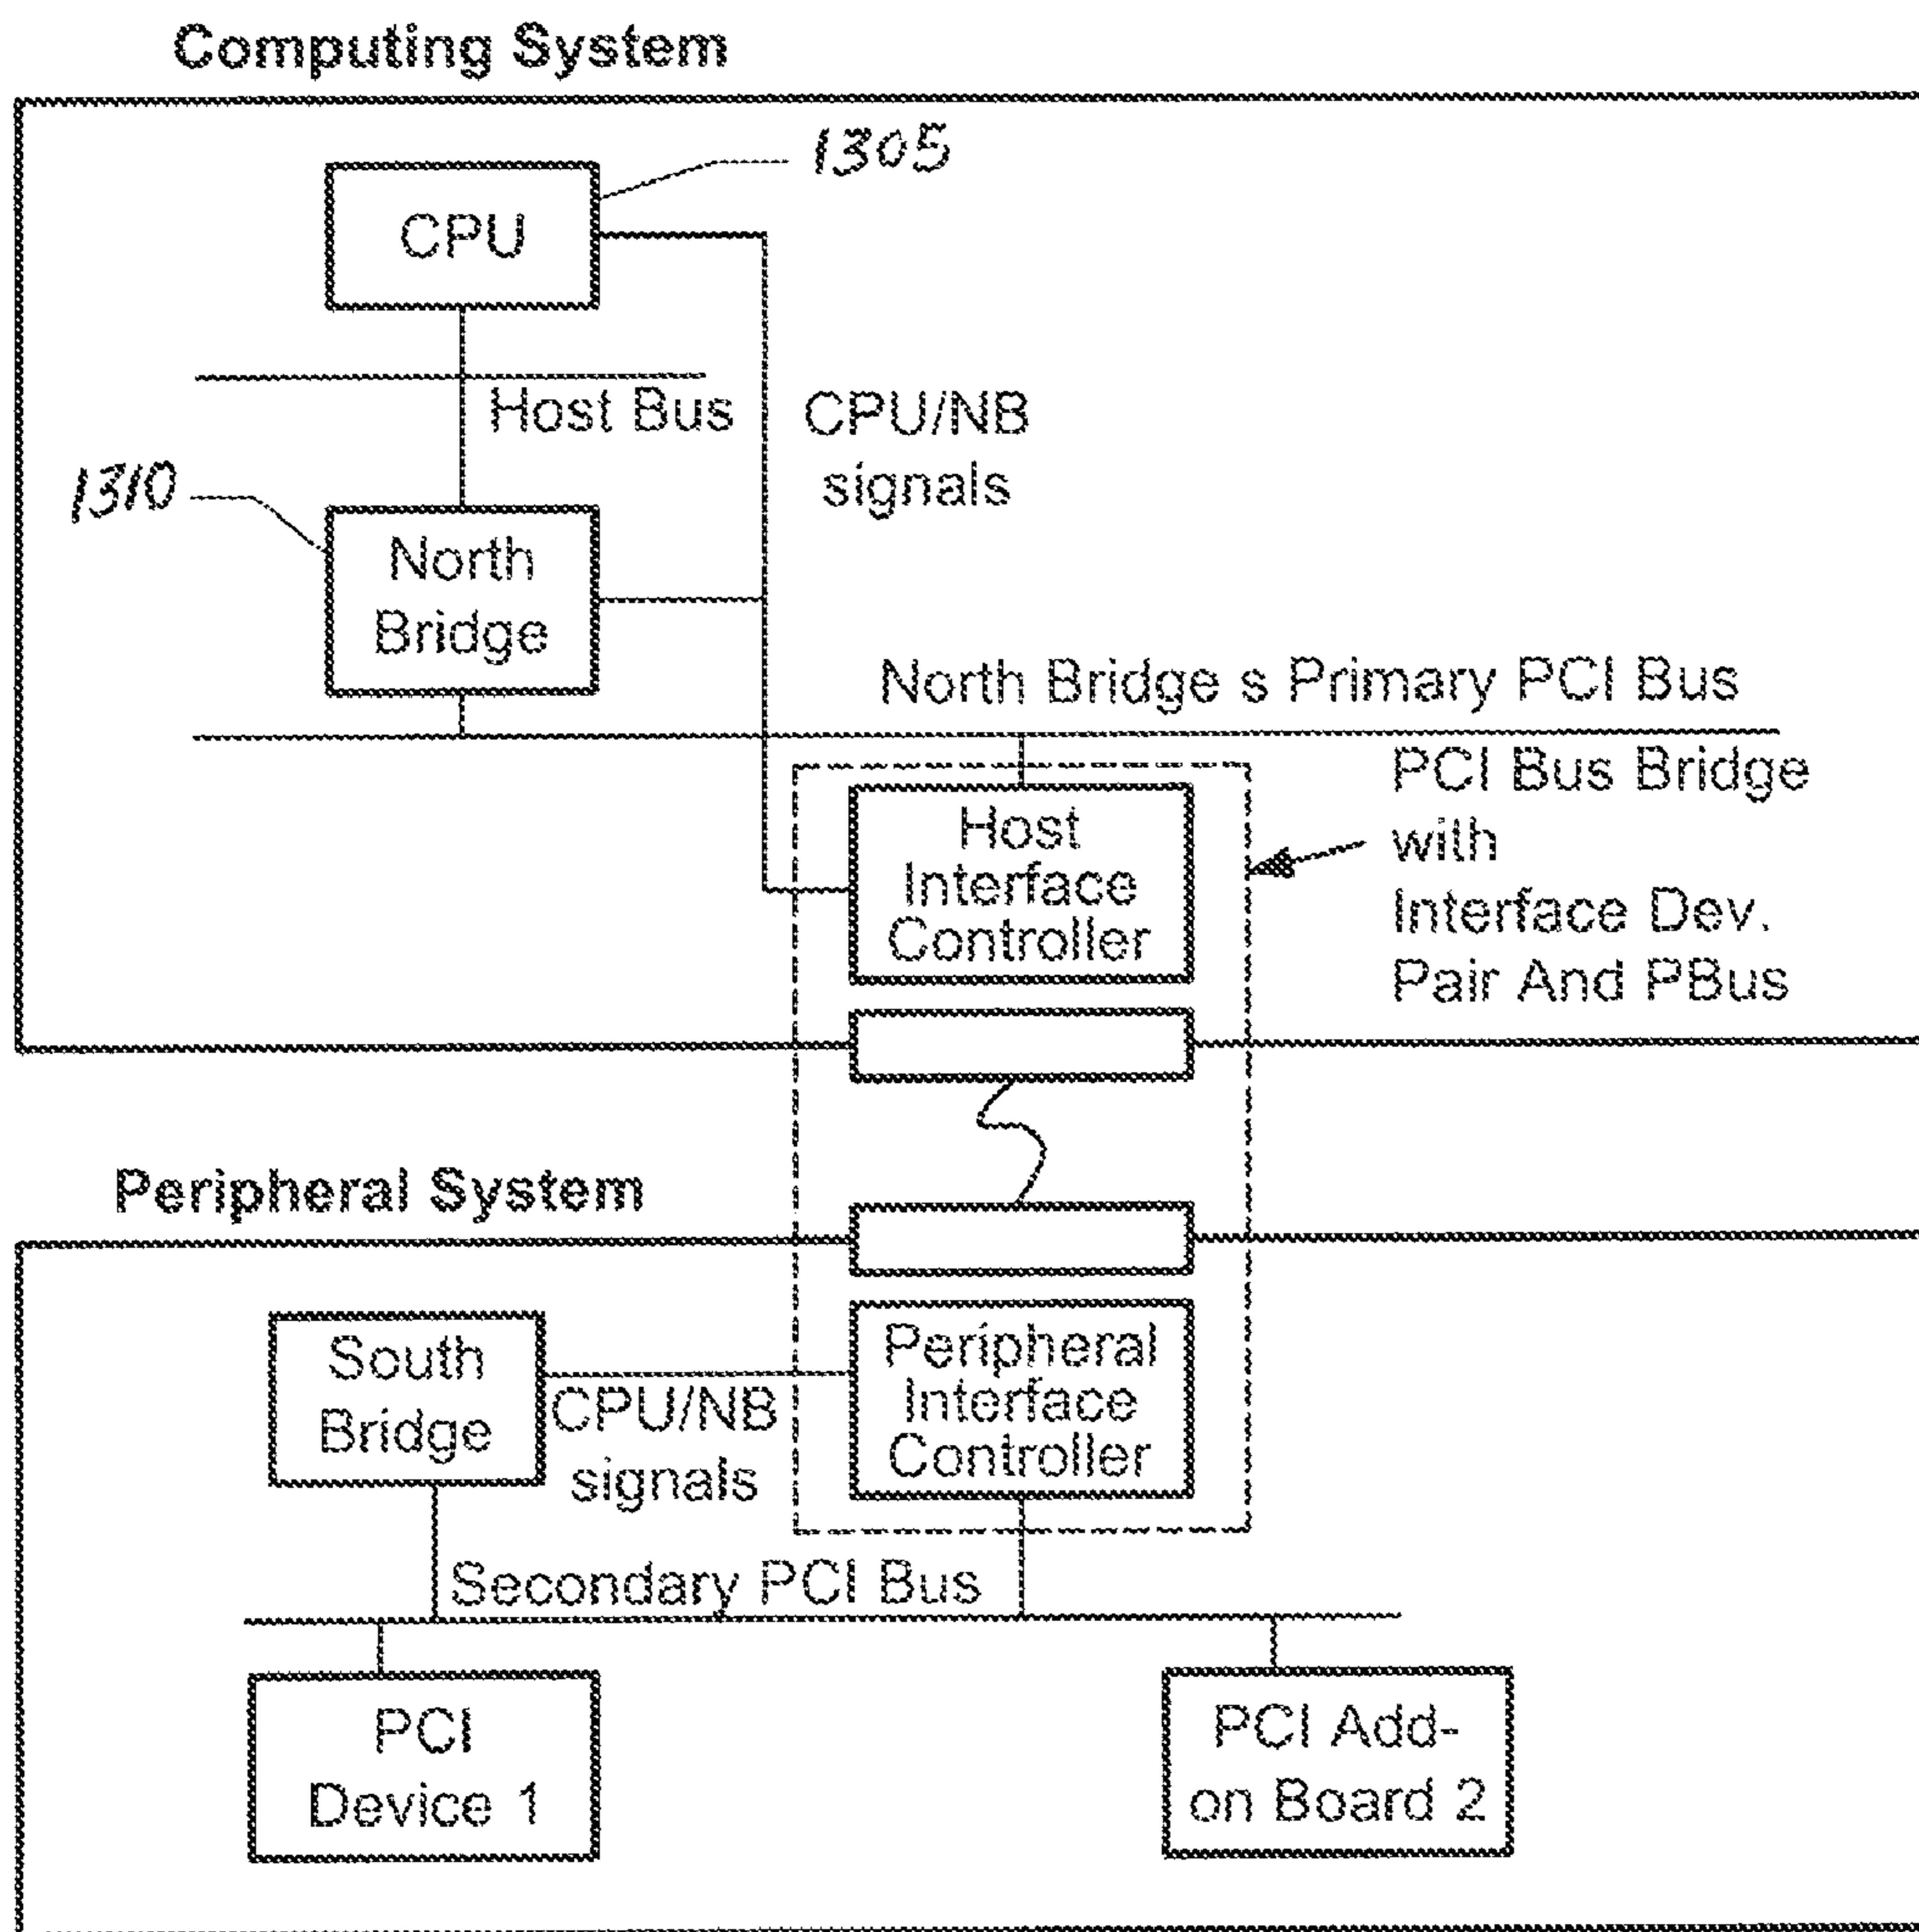 Computing System
1305
CPU
Host Bus
CPU/NB
signals
1310
North
Bridge
North Bridge s Primary PCI Bus
PCI Bus Bridge
with
Interface Dev.
Pair And PBus
Host
Interface
Controller
Peripheral System
South
Bridge
CPU/NB
signals
Peripheral
Interface
Controller
Secondary PCI Bus
PCI
Device 1
PCI Add-
on Board 2